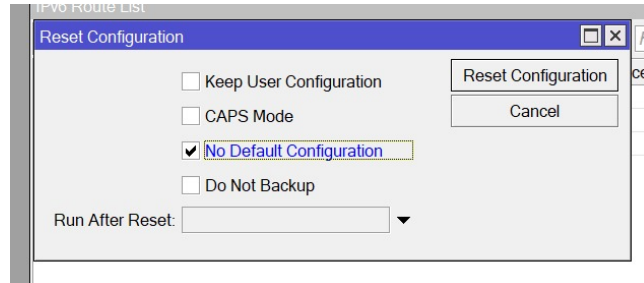 IPv6 Route List
Reset Configuration
Keep User Configuration
Reset Configuration
CAPS Mode
Cancel
No Default Configuration
Do Not Backup
Run After Reset: